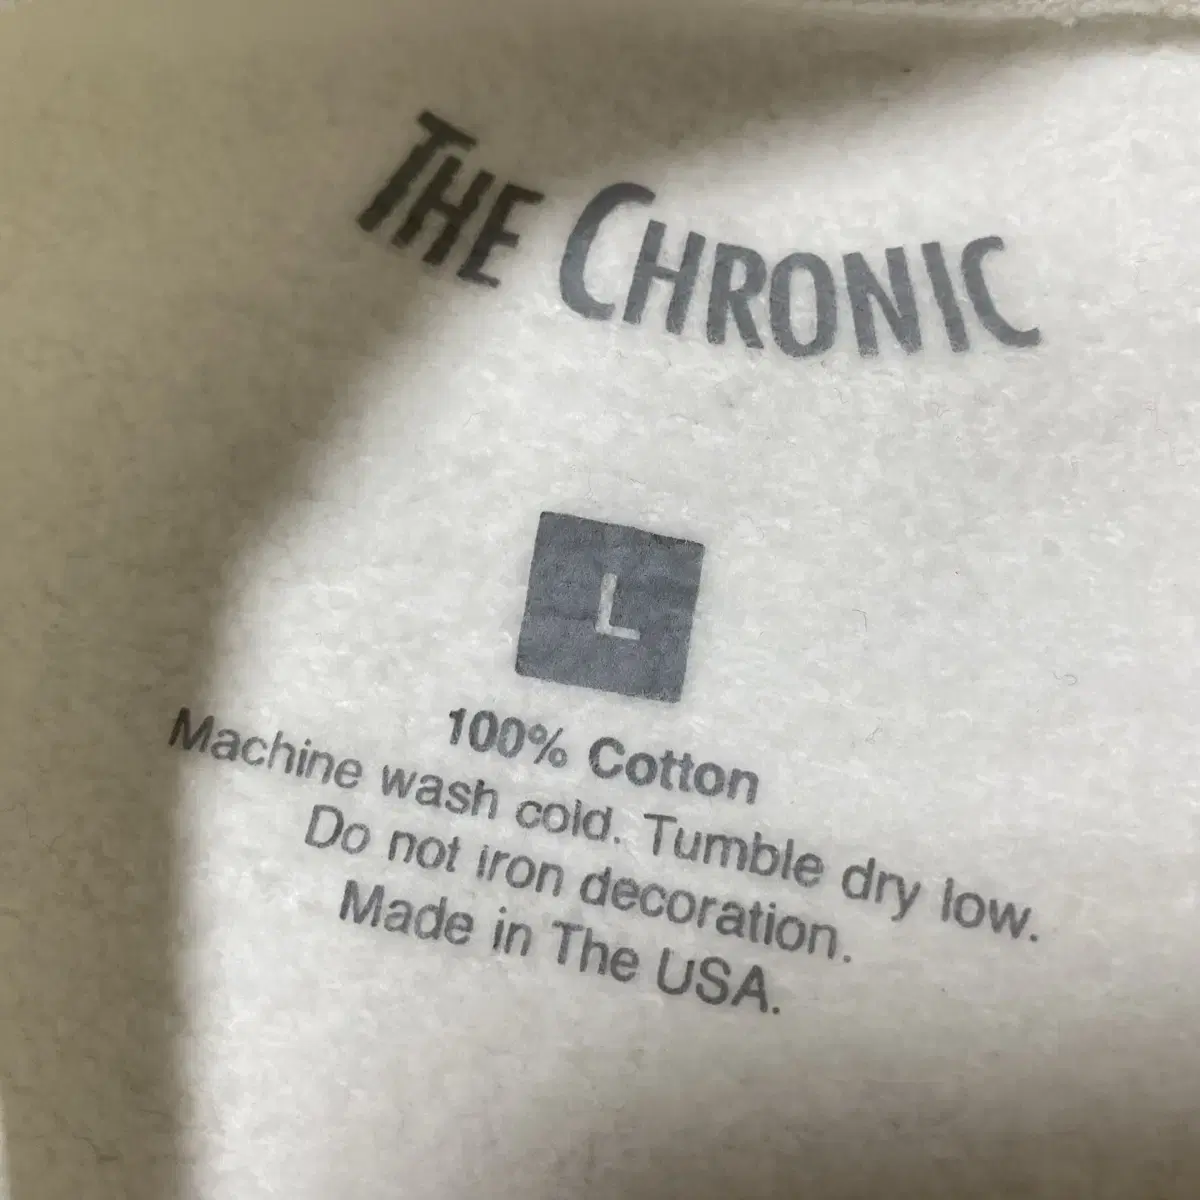 THE CHRONIC
L
100% Cotton
Machine wash cold. Tumble dry low.
Do not iron decoration.
Made in The USA.